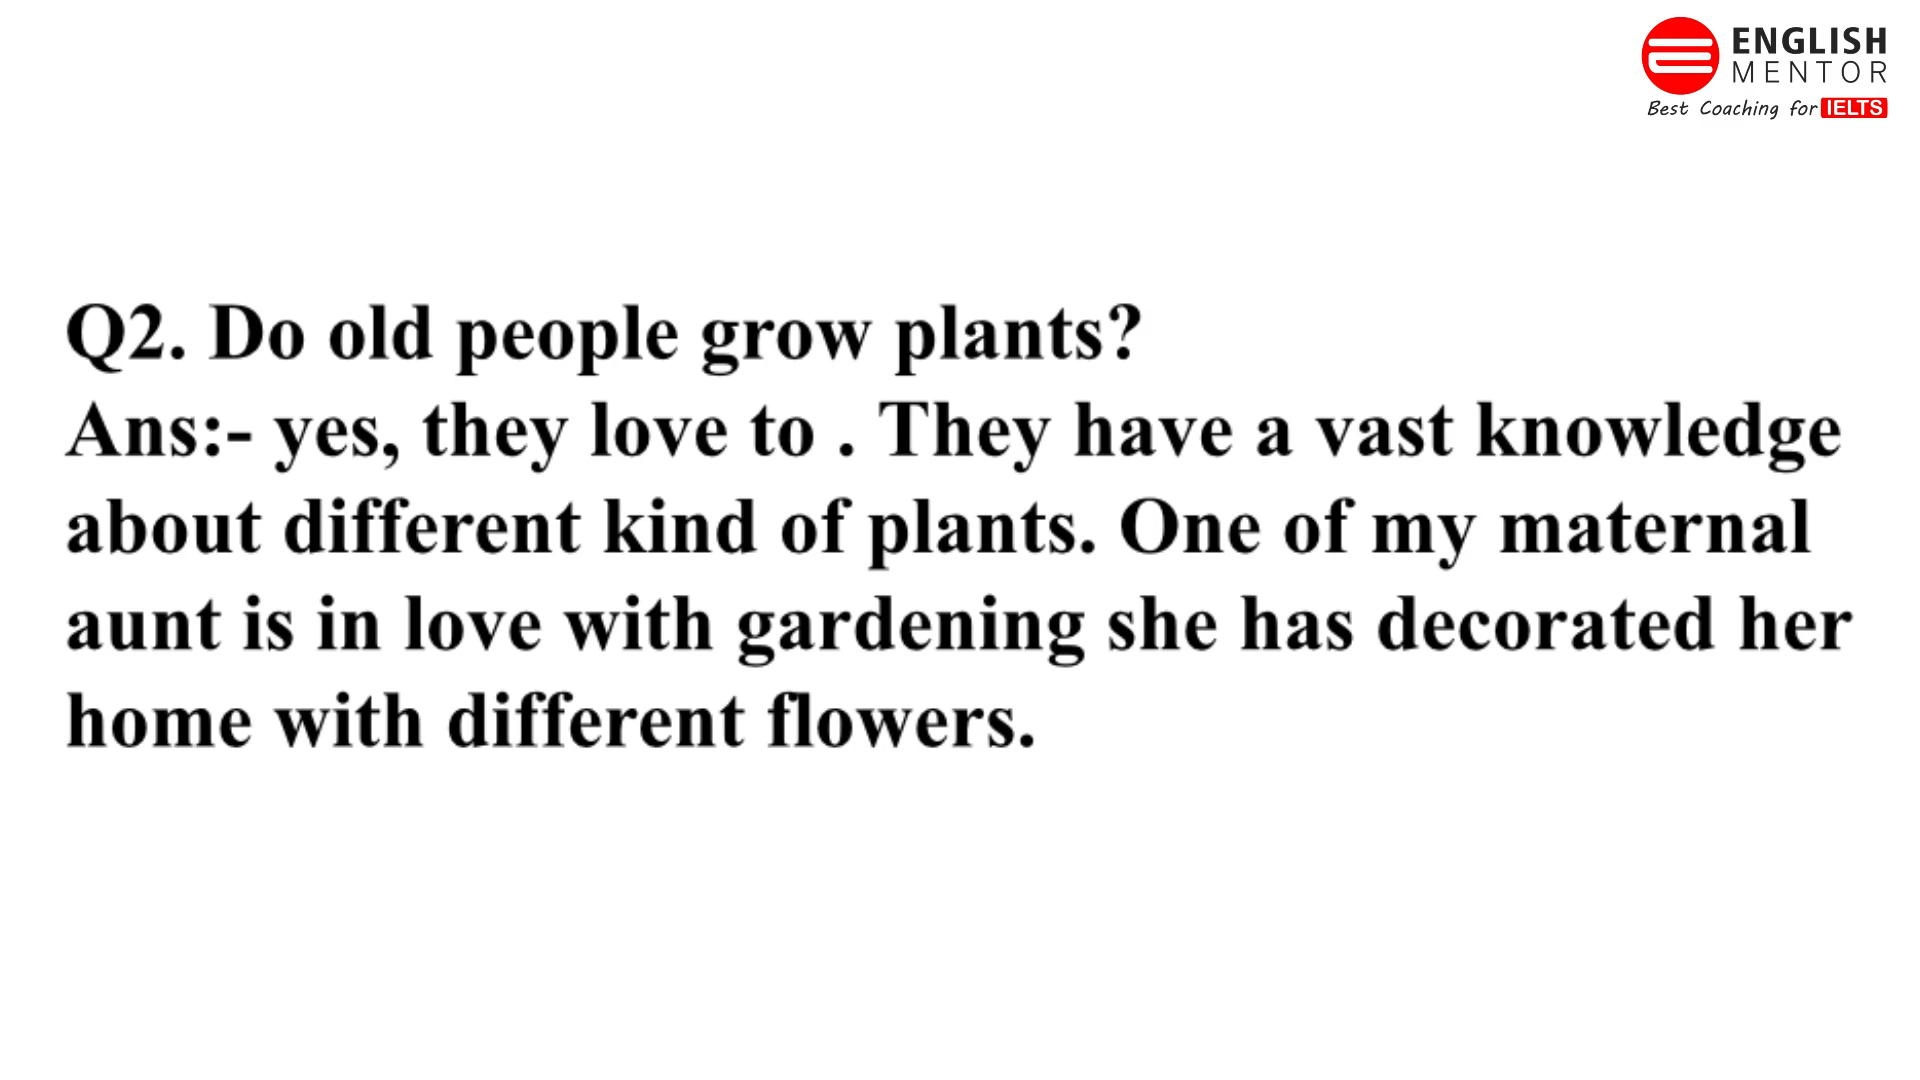 ENGLISH
MENTOR
Best Coaching for IELTS
Q2. Do old people grow plants?
Ans:- yes, they love to . They have a vast knowledge
about different kind of plants. One of my maternal
aunt is in love with gardening she has decorated her
home with different flowers.